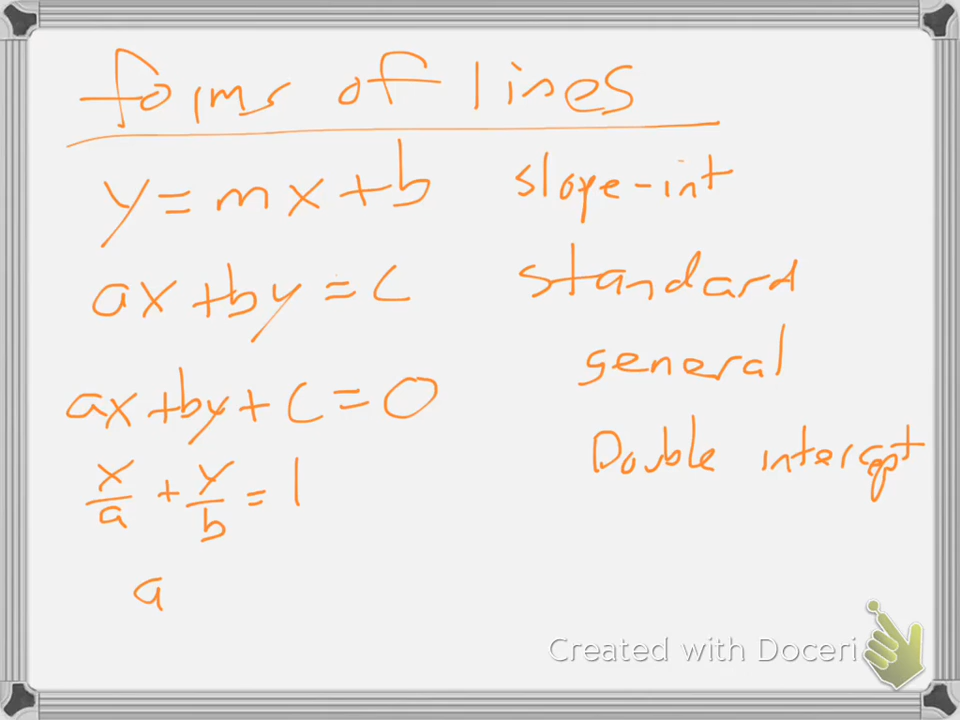 forms of lines
y = mx + b slope-int
ax + by = c standard
ax + by + c = 0 general
x/a + y/b = 1 Double intercept
a
Created with Doceri